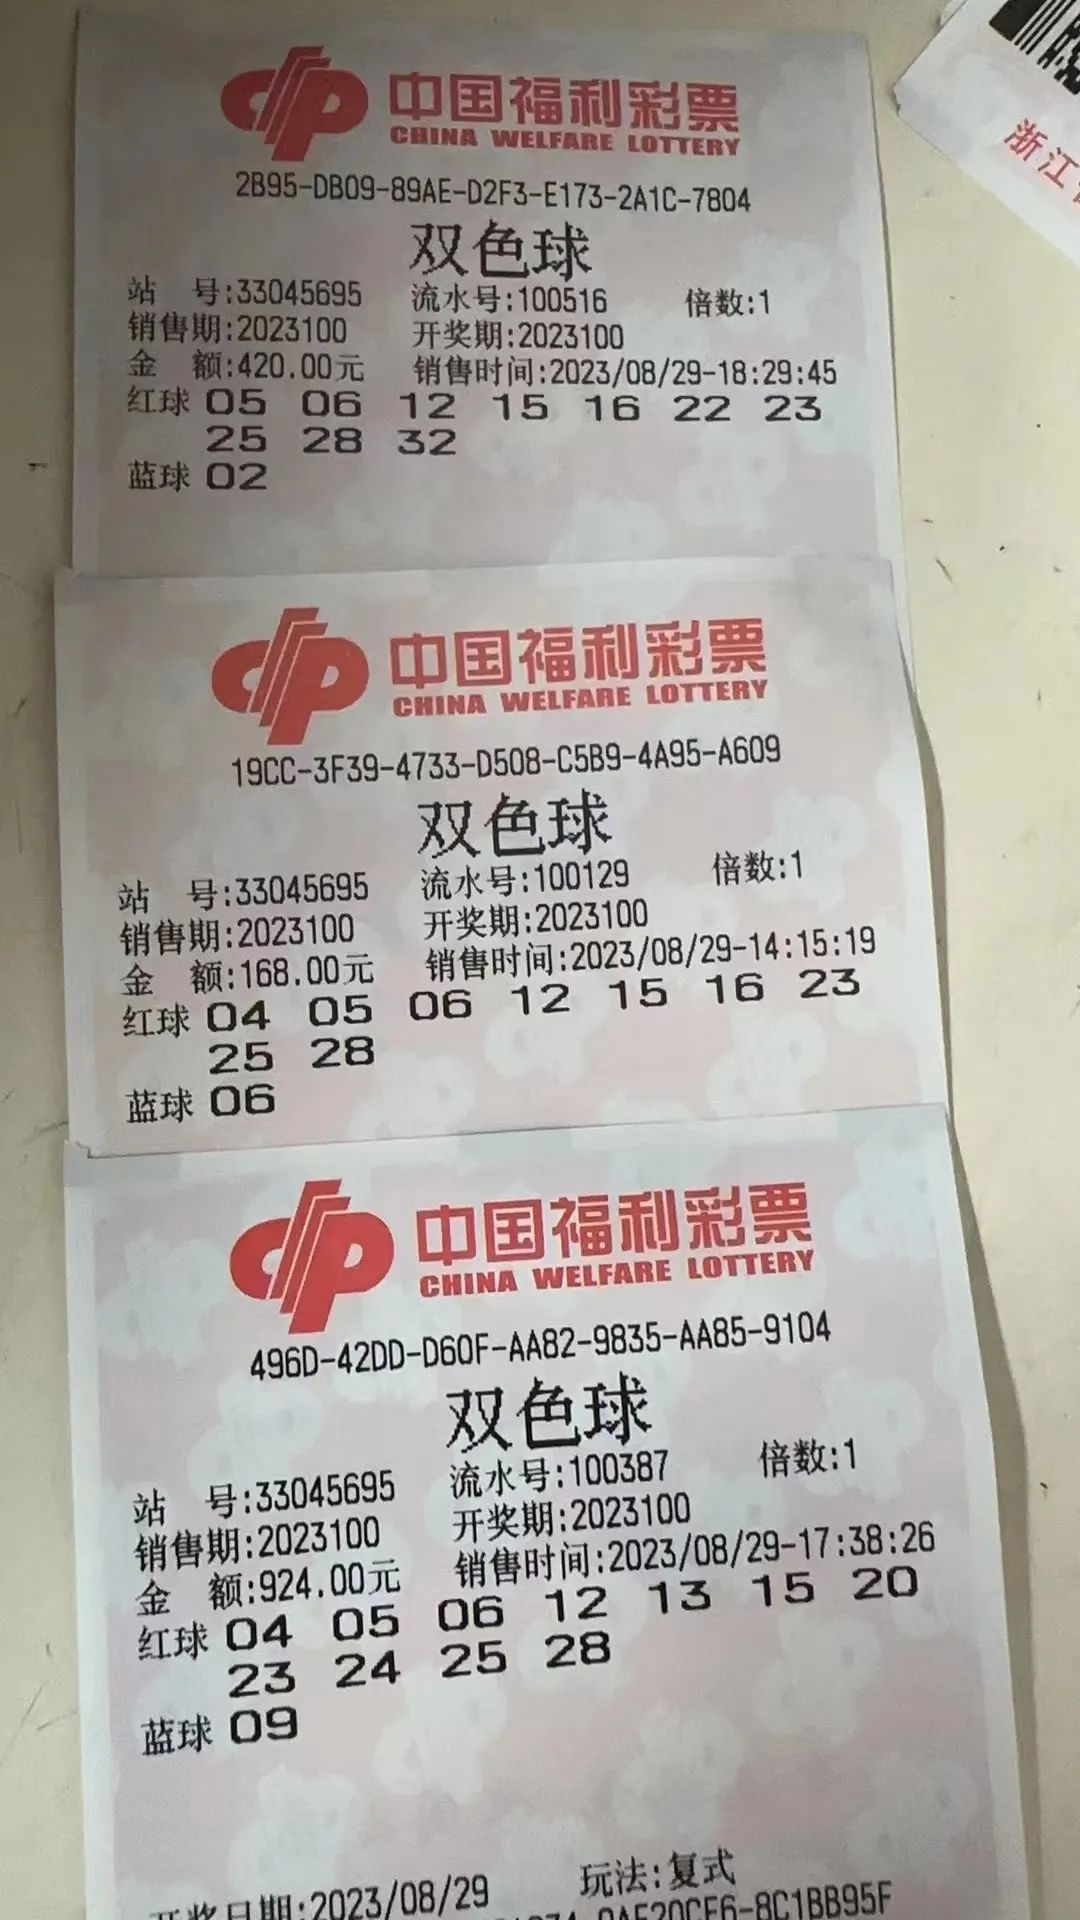 中国福利彩票
CHINA WELFARE LOTTERY
2B95-DB09-89AE-D2F3-E173-2A1C-7804
双色球
站 号:33045695 流水号:100516 倍数:1
销售期:2023100 开奖期:2023100
金 额:420.00元 销售时间:2023/08/29-18:29:45
红球 05 06 12 15 16 22 23
25 28 32
蓝球 02
浙江
中国福利彩票
CHINA WELFARE LOTTERY
19CC-3F39-4733-D508-C5B9-4A95-A609
双色球
站 号:33045695 流水号:100129 倍数:1
销售期:2023100 开奖期:2023100
金 额:168.00元 销售时间:2023/08/29-14:15:19
红球 04 05 06 12 15 16 23
25 28
蓝球 06
中国福利彩票
CHINA WELFARE LOTTERY
496D-42DD-D60F-AA82-9835-AA85-9104
双色球
站 号:33045695 流水号:100387 倍数:1
销售期:2023100 开奖期:2023100
金 额:924.00元 销售时间:2023/08/29-17:38:26
红球 04 05 06 12 13 15 20
23 24 25 28
蓝球 09
开奖日期:2023/08/29 玩法:复式
8C1BB95F